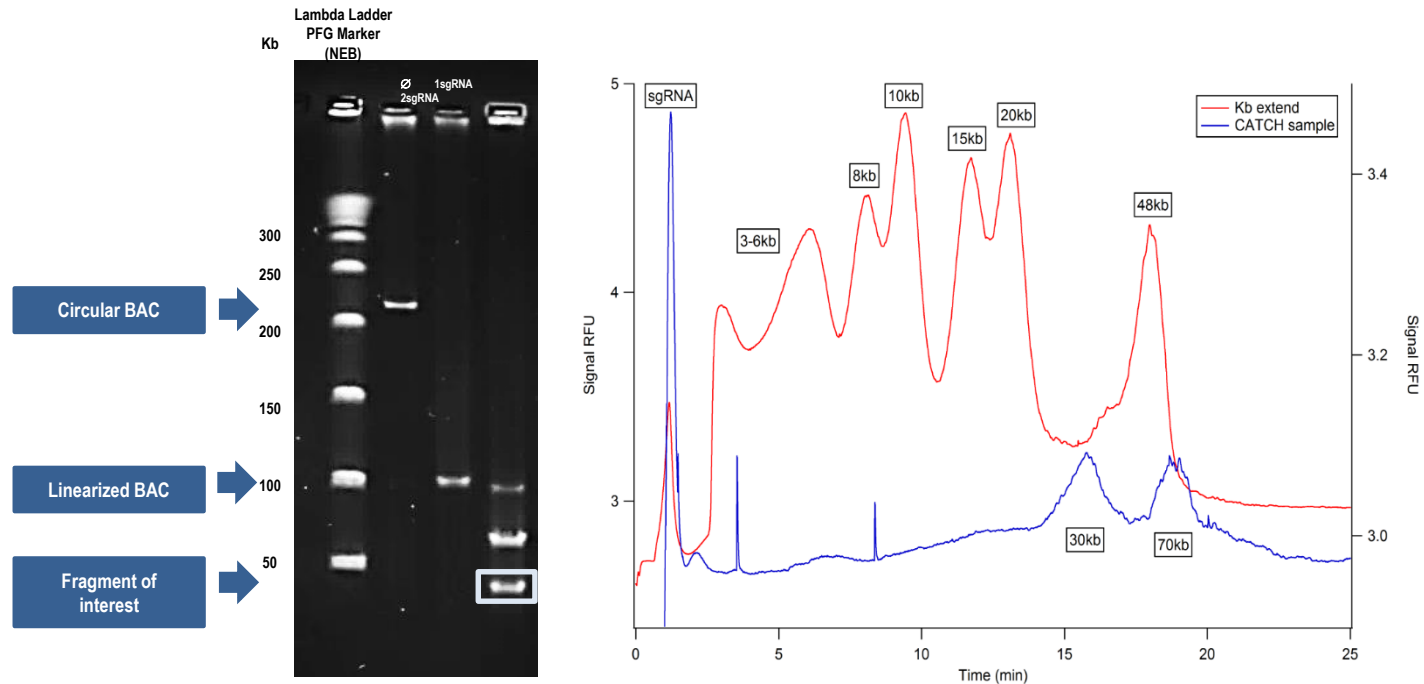 Lambda Ladder
PFG Marker
(NEB)
Kb
Ø
2sgRNA
1sgRNA
300
250
200
150
100
50
Circular BAC
Linearized BAC
Fragment of
interest
sgRNA
3-6kb
8kb
10kb
15kb
20kb
48kb
30kb
70kb
Kb extend
CATCH sample
Signal RFU
5
4
3
3.4
3.2
3.0
Signal RFU
0
5
10
15
20
25
Time (min)